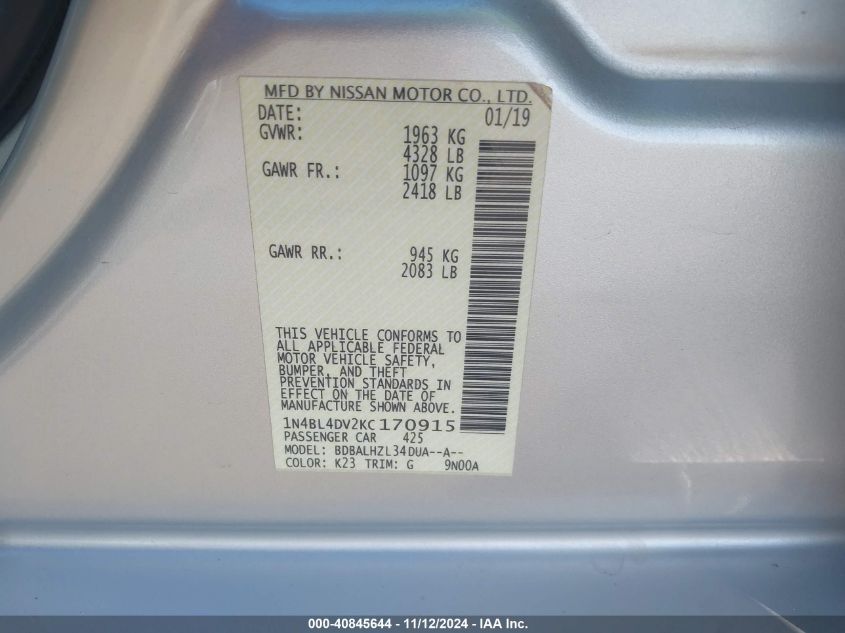 MFD BY NISSAN MOTOR CO., LTD.
DATE: 01/19
GVWR: 1963 KG
4328 LB
GAWR FR.: 1097 KG
2418 LB
GAWR RR.: 945 KG
2083 LB
THIS VEHICLE CONFORMS TO
ALL APPLICABLE FEDERAL
MOTOR VEHICLE SAFETY,
BUMPER, AND THEFT
PREVENTION STANDARDS IN
EFFECT ON THE DATE OF
MANUFACTURE SHOWN ABOVE.
1N4BL4DV2KC170915
PASSENGER CAR 425
MODEL: BDBALHZL34DUA--A--
COLOR: K23 TRIM: G 9N00A
000-40845644 - 11/12/2024 - IAA Inc.